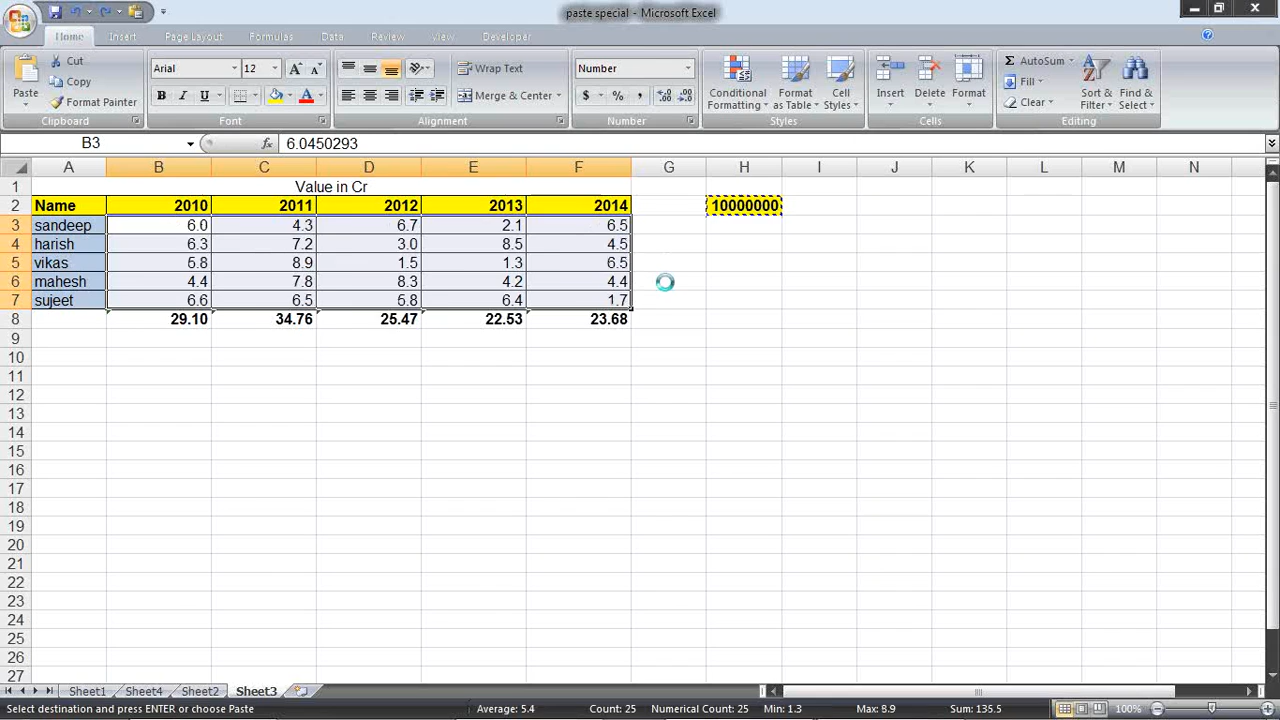 paste special - Microsoft Excel
Home Insert Page Layout Formulas Data Review View Developer
Paste
Cut
Copy
Format Painter
Clipboard
Arial 12
B I U
Font
Wrap Text
Merge & Center
Alignment
Number
$ % ,
Number
Conditional Formatting
Format as Table
Cell Styles
Styles
Insert Delete Format
Cells
Σ AutoSum
Fill
Clear
Sort & Filter
Find & Select
Editing
B3 fx 6.0450293
A B C D E F G H I J K L M N
1 Value in Cr
2 Name 2010 2011 2012 2013 2014 10000000
3 sandeep 6.0 4.3 6.7 2.1 6.5
4 harish 6.3 7.2 3.0 8.5 4.5
5 vikas 5.8 8.9 1.5 1.3 6.5
6 mahesh 4.4 7.8 8.3 4.2 4.4
7 sujeet 6.6 6.5 5.8 6.4 1.7
8 29.10 34.76 25.47 22.53 23.68
9
10
11
12
13
14
15
16
17
18
19
20
21
22
23
24
25
26
27
Sheet1 Sheet4 Sheet2 Sheet3
Select destination and press ENTER or choose Paste Average: 5.4 Count: 25 Numerical Count: 25 Min: 1.3 Max: 8.9 Sum: 135.5 100%